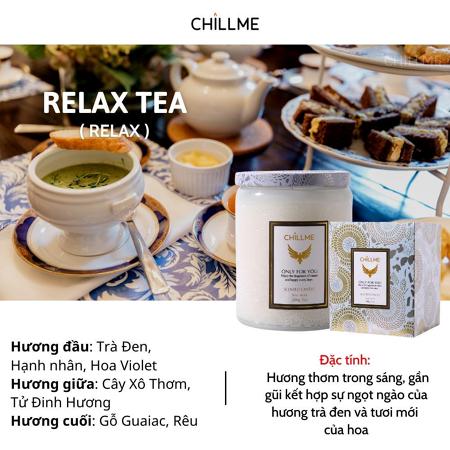 CHILLME
CHILLME
RELAX TEA
( RELAX )
CHILLME
ONLY FOR YOU
CHILLME
ONLY FOR YOU
Hương đầu: Trà Đen,
Hạnh nhân, Hoa Violet
Hương giữa: Cây Xô Thơm,
Tử Đinh Hương
Hương cuối: Gỗ Guaiac, Rêu
Đặc tính:
Hương thơm trong sáng, gần
gũi kết hợp sự ngọt ngào của
hương trà đen và tươi mới
của hoa